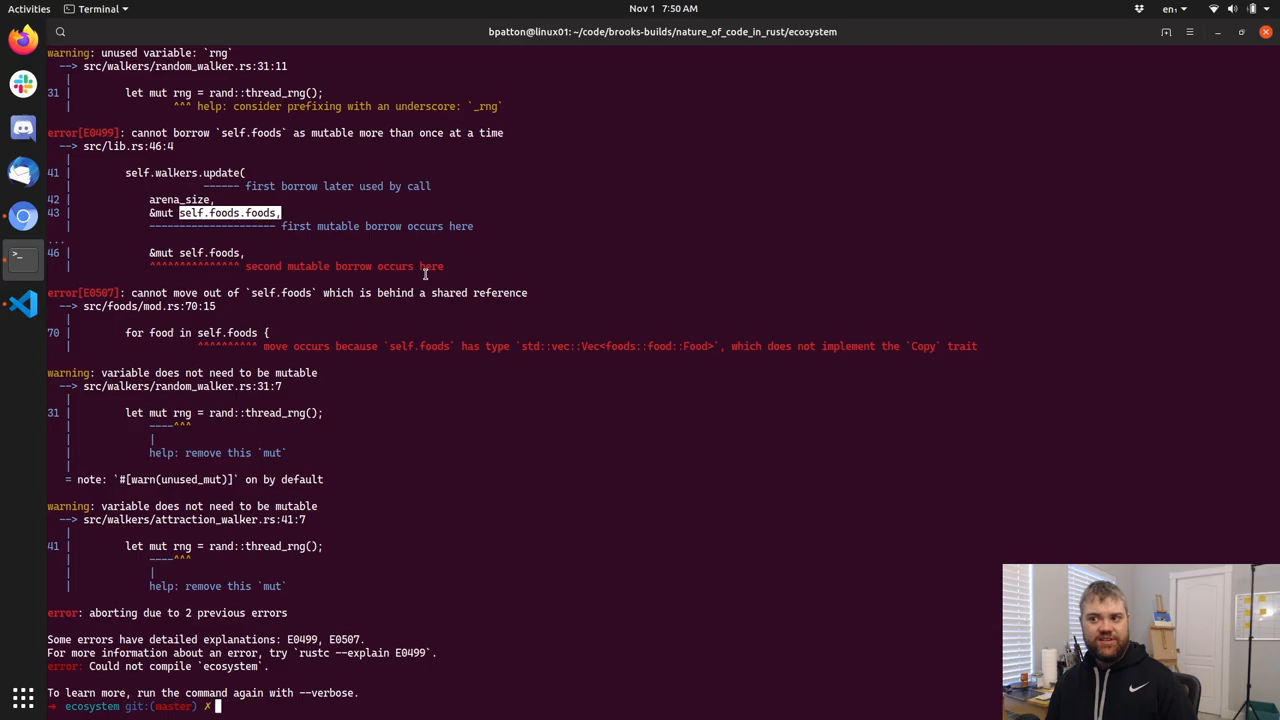 Activities
Terminal
Nov 1 7:50 AM
en₁
bpatton@linux01: ~/code/brooks-builds/nature_of_code_in_rust/ecosystem
warning: unused variable: `rng`
--> src/walkers/random_walker.rs:31:11
|
31 | let mut rng = rand::thread_rng();
| ^^^ help: consider prefixing with an underscore: `_rng`
error[E0499]: cannot borrow `self.foods` as mutable more than once at a time
--> src/lib.rs:46:4
|
41 | self.walkers.update(
| ------ first borrow later used by call
42 | arena_size,
43 | &mut self.foods.foods,
| --------------------- first mutable borrow occurs here
...
46 | &mut self.foods,
| ^^^^^^^^^^^^^^^ second mutable borrow occurs here
error[E0507]: cannot move out of `self.foods` which is behind a shared reference
--> src/foods/mod.rs:70:15
|
70 | for food in self.foods {
| ^^^^^^^^^^ move occurs because `self.foods` has type `std::vec::Vec<foods::food::Food>`, which does not implement the `Copy` trait
warning: variable does not need to be mutable
--> src/walkers/random_walker.rs:31:7
|
31 | let mut rng = rand::thread_rng();
| ----^^^
| |
| help: remove this `mut`
|
= note: `#[warn(unused_mut)]` on by default
warning: variable does not need to be mutable
--> src/walkers/attraction_walker.rs:41:7
|
41 | let mut rng = rand::thread_rng();
| ----^^^
| |
| help: remove this `mut`
error: aborting due to 2 previous errors
Some errors have detailed explanations: E0499, E0507.
For more information about an error, try `rustc --explain E0499`.
error: Could not compile `ecosystem`.
To learn more, run the command again with --verbose.
➜ ecosystem git:(master) ✗